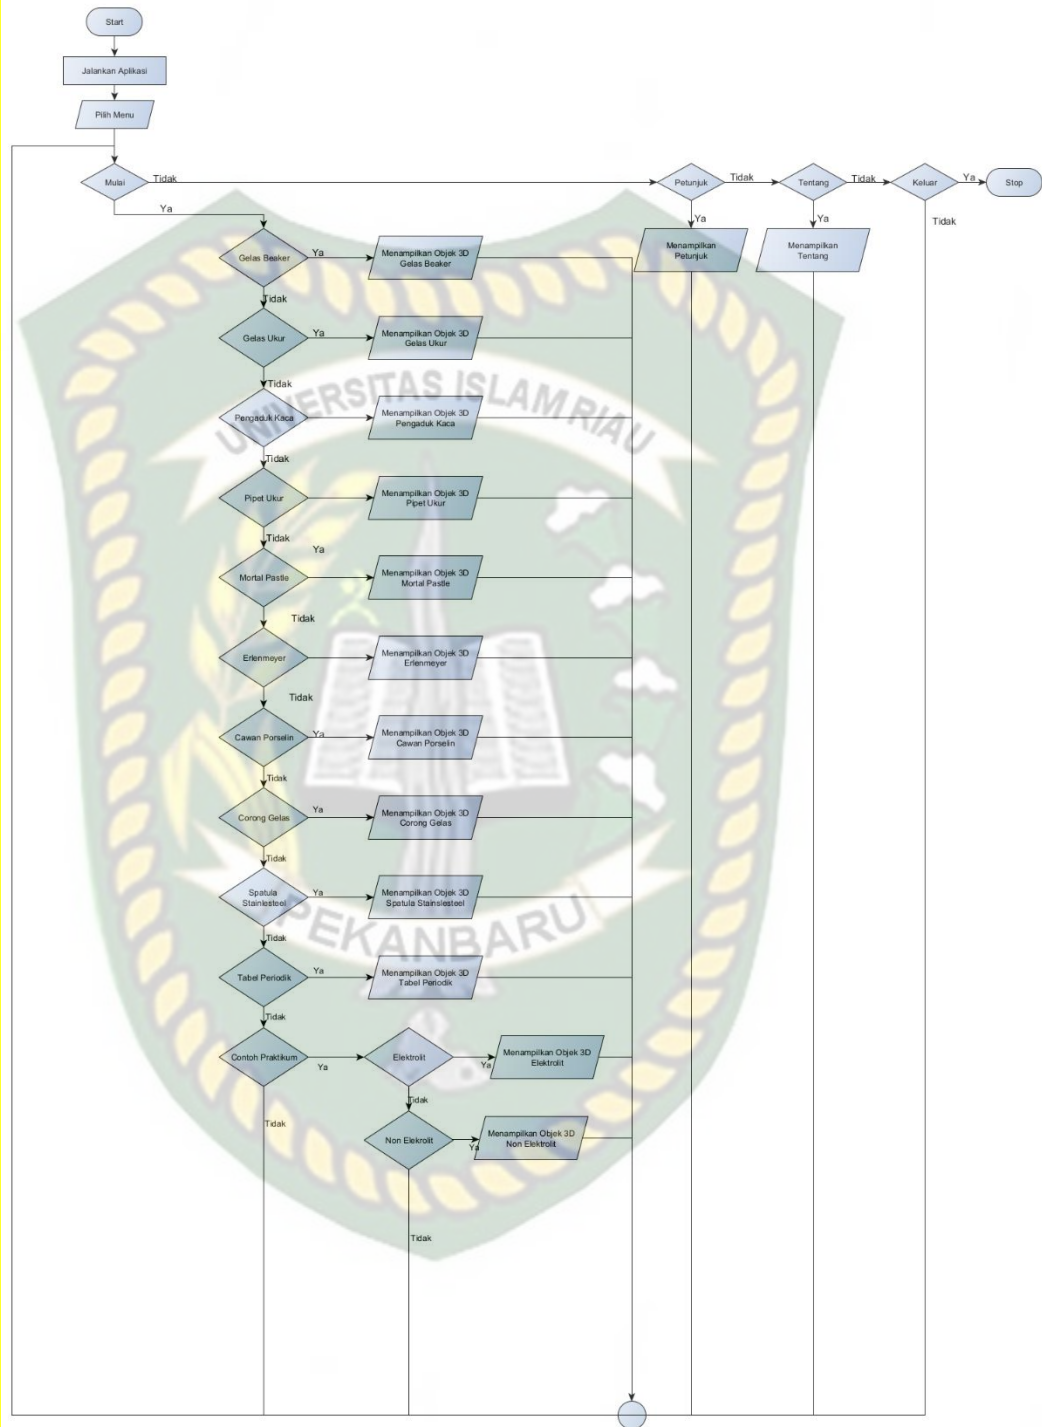 Start
Jalankan Aplikasi
Pilih Menu
Mulai
Tidak
Petunjuk
Tidak
Tentang
Tidak
Keluar
Ya
Stop
Ya
Ya
Ya
Tidak
Menampilkan
Petunjuk
Menampilkan
Tentang
Gelas Beaker
Ya
Menampilkan Objek 3D
Gelas Beaker
Tidak
Gelas Ukur
Ya
Menampilkan Objek 3D
Gelas Ukur
Tidak
UNIVERSITAS ISLAM RIAU
Pengaduk Kaca
Menampilkan Objek 3D
Pengaduk Kaca
Tidak
Pipet Ukur
Menampilkan Objek 3D
Pipet Ukur
Tidak
Ya
Mortal Pastle
Menampilkan Objek 3D
Mortal Pastle
Tidak
Erlenmeyer
Menampilkan Objek 3D
Erlenmeyer
Tidak
Cawan Porselin
Ya
Menampilkan Objek 3D
Cawan Porselin
Tidak
Corong Gelas
Ya
Menampilkan Objek 3D
Corong Gelas
Tidak
Spatula
Stainlesteel
Ya
Menampilkan Objek 3D
Spatula Stainslesteel
PEKANBARU
Tidak
Tabel Periodik
Ya
Menampilkan Objek 3D
Tabel Periodik
Tidak
Contoh Praktikum
Ya
Elektrolit
Ya
Menampilkan Objek 3D
Elektrolit
Tidak
Tidak
Non Elekrolit
Ya
Menampilkan Objek 3D
Non Elektrolit
Tidak